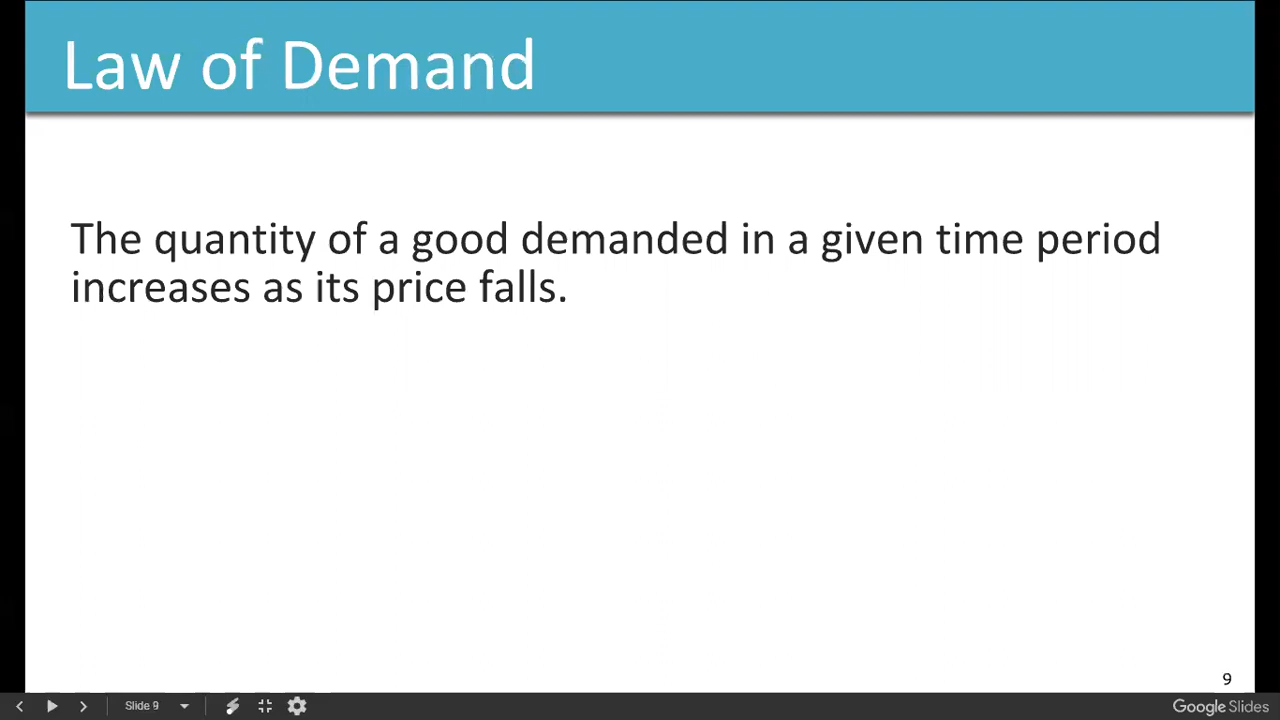 Law of Demand
The quantity of a good demanded in a given time period
increases as its price falls.
9
Slide 9
Google Slides